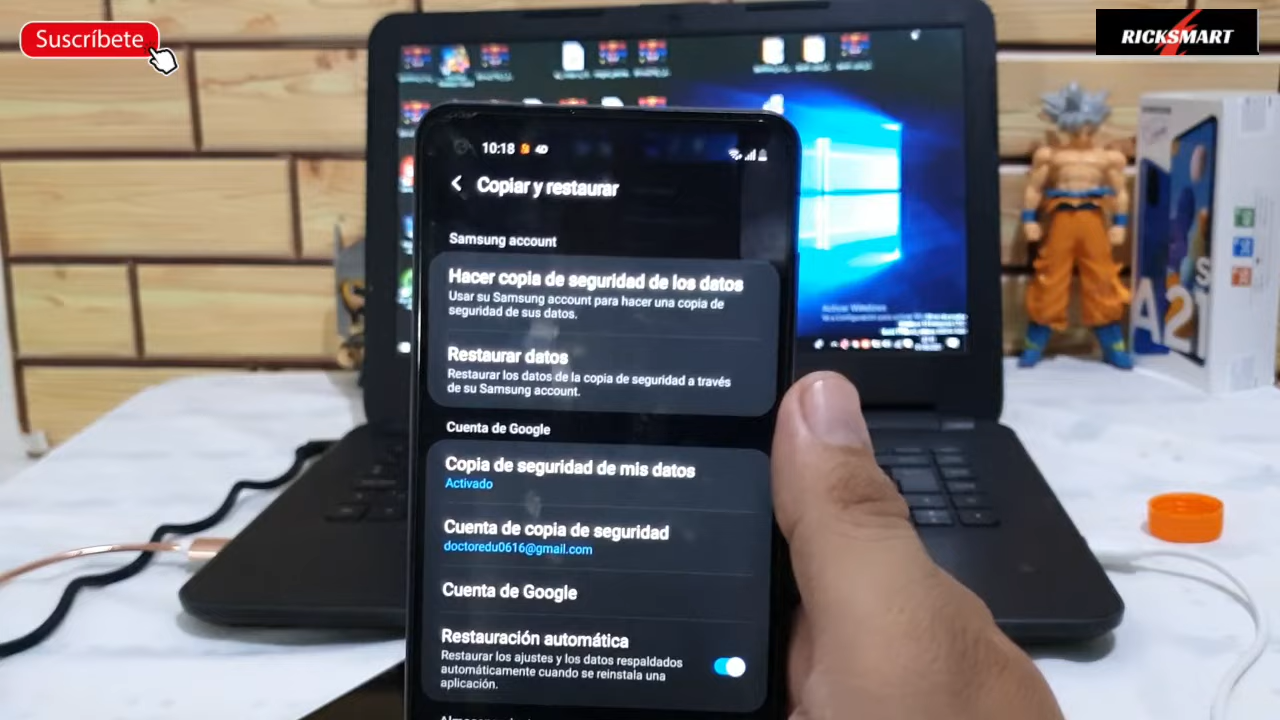 Suscríbete
RICKSMART
10:18
Copiar y restaurar
Samsung account
Hacer copia de seguridad de los datos
Usar su Samsung account para hacer una copia de
seguridad de sus datos.
Restaurar datos
Restaurar los datos de la copia de seguridad a través
de su Samsung account.
Cuenta de Google
Copia de seguridad de mis datos
Activado
Cuenta de copia de seguridad
doctoredu0616@gmail.com
Cuenta de Google
Restauración automática
Restaurar los ajustes y los datos respaldados
automáticamente cuando se reinstala una
aplicación.
Activar Windows
A21S